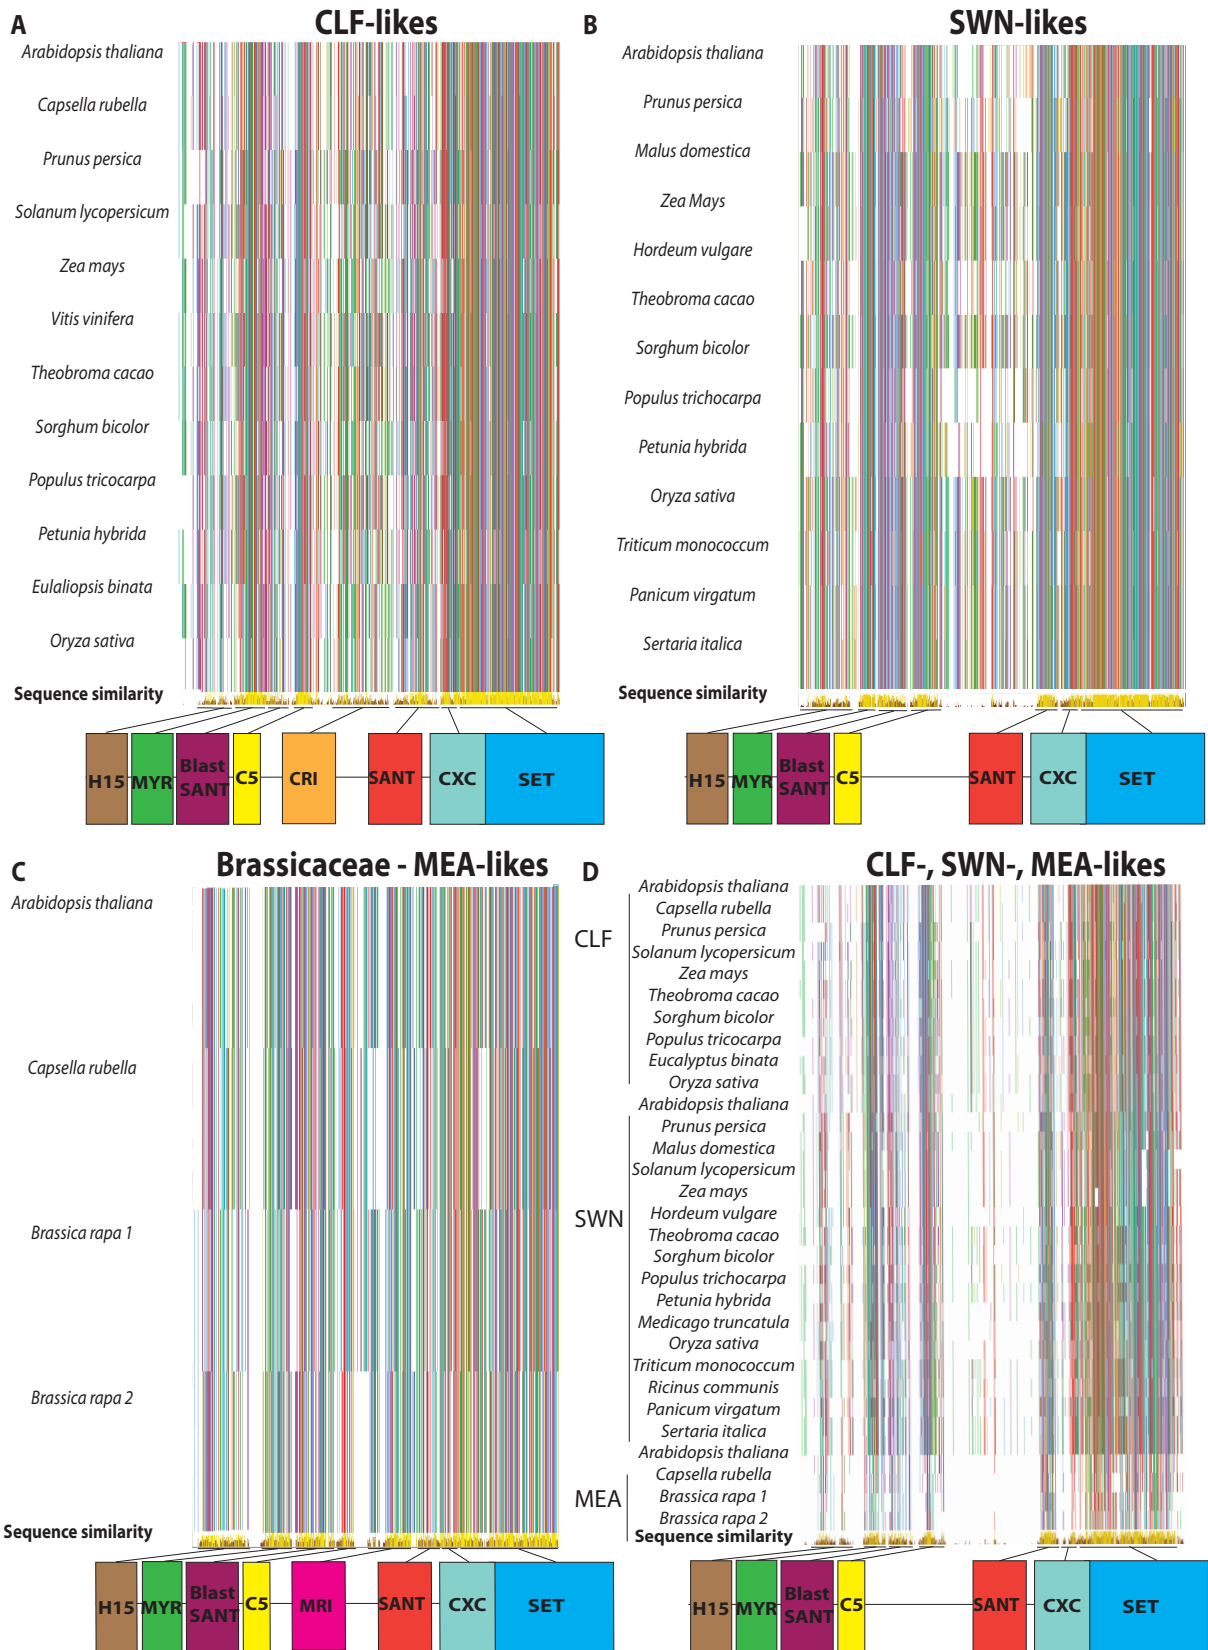 A
CLF-likes
Arabidopsis thaliana
Capsella rubella
Prunus persica
Solanum lycopersicum
Zea mays
Vitis vinifera
Theobroma cacao
Sorghum bicolor
Populus tricocarpa
Petunia hybrida
Eulaliopsis binata
Oryza sativa
Sequence similarity
H15
MYR
Blast
SANT
C5
CRI
SANT
CXC
SET
B
SWN-likes
Arabidopsis thaliana
Prunus persica
Malus domestica
Zea Mays
Hordeum vulgare
Theobroma cacao
Sorghum bicolor
Populus trichocarpa
Petunia hybrida
Oryza sativa
Triticum monococcum
Panicum virgatum
Sertaria italica
Sequence similarity
H15
MYR
Blast
SANT
C5
SANT
CXC
SET
C
Brassicaceae - MEA-likes
Arabidopsis thaliana
Capsella rubella
Brassica rapa 1
Brassica rapa 2
Sequence similarity
H15
MYR
Blast
SANT
C5
MRI
SANT
CXC
SET
D
CLF-, SWN-, MEA-likes
CLF
Arabidopsis thaliana
Capsella rubella
Prunus persica
Solanum lycopersicum
Zea mays
Theobroma cacao
Sorghum bicolor
Populus tricocarpa
Eucalyptus binata
Oryza sativa
SWN
Arabidopsis thaliana
Prunus persica
Malus domestica
Solanum lycopersicum
Zea mays
Hordeum vulgare
Theobroma cacao
Sorghum bicolor
Populus trichocarpa
Petunia hybrida
Medicago truncatula
Oryza sativa
Triticum monococcum
Ricinus communis
Panicum virgatum
Sertaria italica
MEA
Arabidopsis thaliana
Capsella rubella
Brassica rapa 1
Brassica rapa 2
Sequence similarity
H15
MYR
Blast
SANT
C5
SANT
CXC
SET